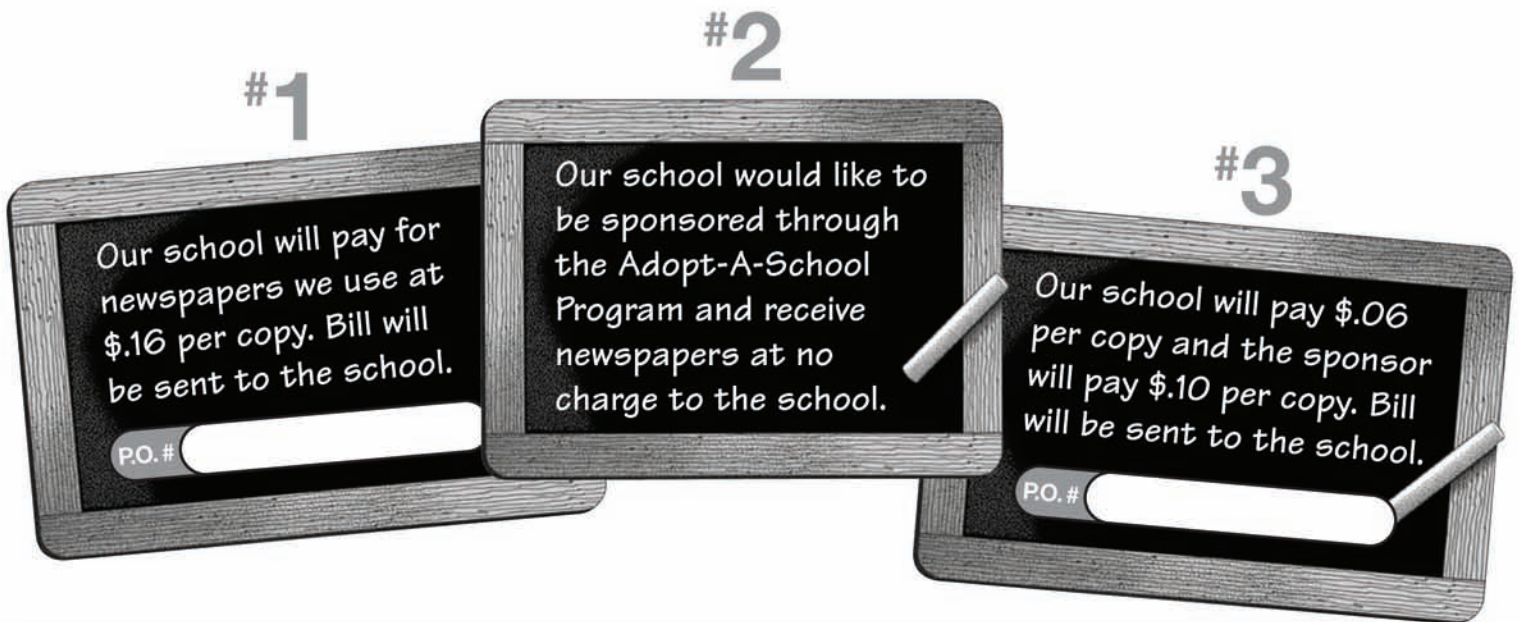 #1
Our school will pay for
newspapers we use at
$.16 per copy. Bill will
be sent to the school.
P.O. #
#2
Our school would like to
be sponsored through
the Adopt-A-School
Program and receive
newspapers at no
charge to the school.
#3
Our school will pay $.06
per copy and the sponsor
will pay $.10 per copy. Bill
will be sent to the school.
P.O. #